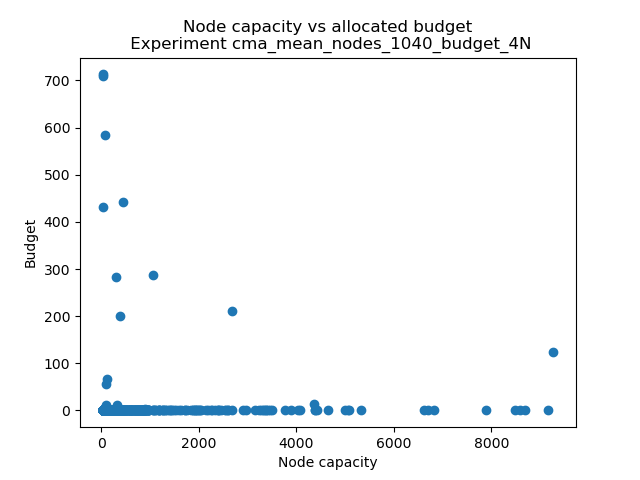 Node capacity vs allocated budget
Experiment cma_mean_nodes_1040_budget_4N
700
600
500
400
300
200
100
0
Budget
0 2000 4000 6000 8000
Node capacity